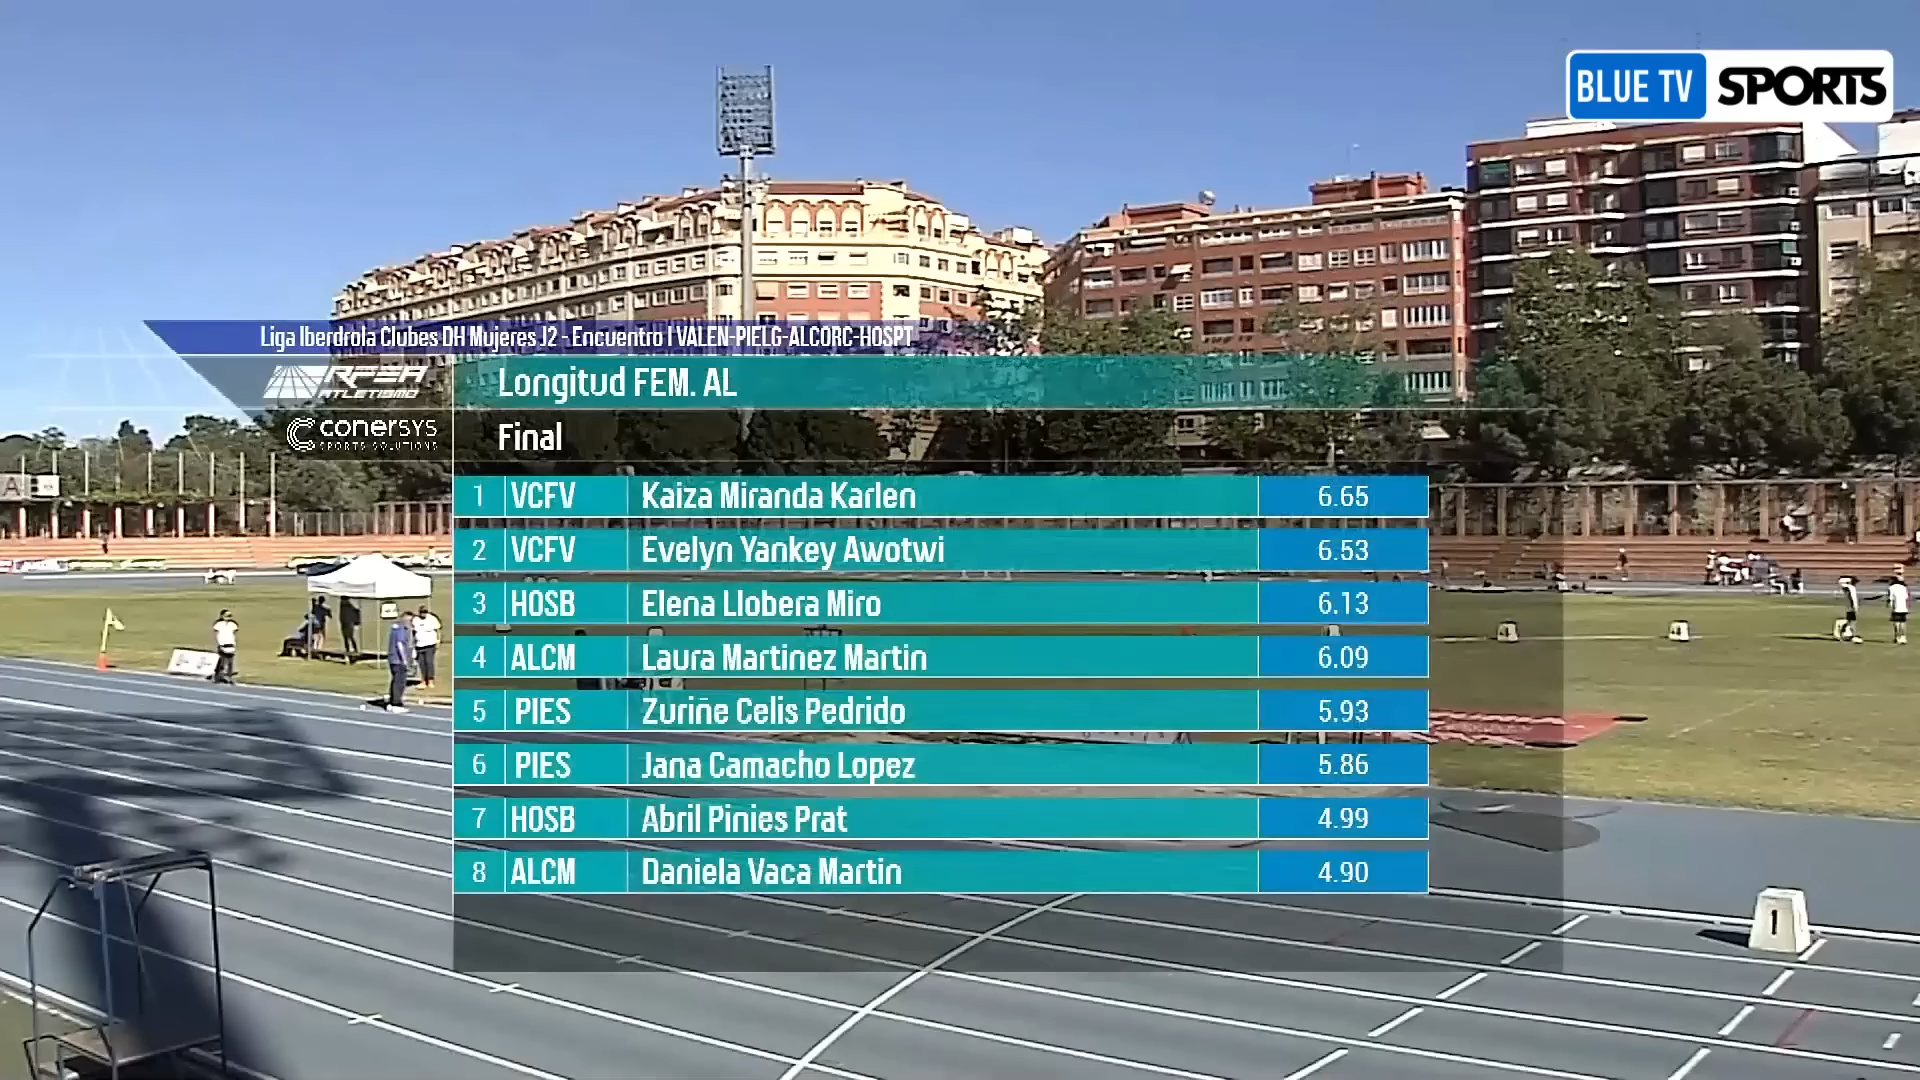 BLUE TV SPORTS
Liga Iberdrola Clubes DH Mujeres J2 - Encuentro I VALEN-PIELG-ALCORC-HOSPT
RFEA
ATLETISMO
Longitud FEM. AL
conersys
SPORTS SOLUTIONS
Final
1 VCFV Kaiza Miranda Karlen 6.65
2 VCFV Evelyn Yankey Awotwi 6.53
3 HOSB Elena Llobera Miro 6.13
4 ALCM Laura Martinez Martin 6.09
5 PIES Zuriñe Celis Pedrido 5.93
6 PIES Jana Camacho Lopez 5.86
7 HOSB Abril Pinies Prat 4.99
8 ALCM Daniela Vaca Martin 4.90
A
1